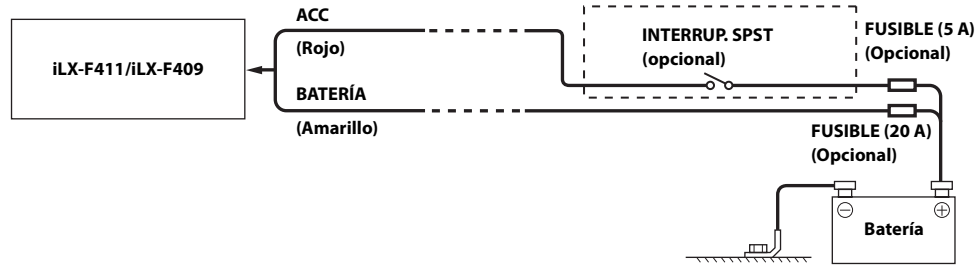 ACC
(Rojo)
iLX-F411/iLX-F409
BATERÍA
(Amarillo)
INTERRUP. SPST
(opcional)
FUSIBLE (5 A)
(Opcional)
FUSIBLE (20 A)
(Opcional)
Batería